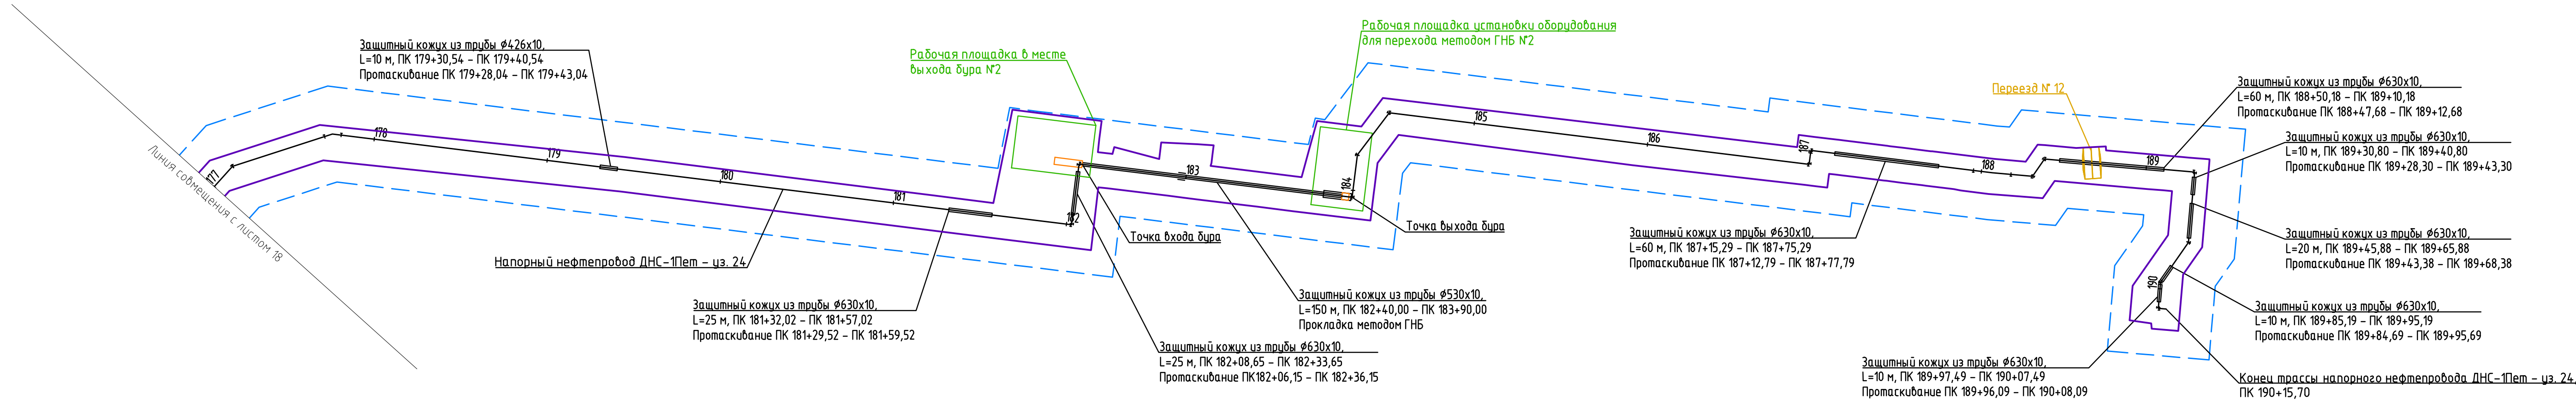 Линия совмещения с листом 18
177
178
179
180
181
182
183
184
185
186
187
188
189
190
Защитный кожух из трубы ϕ426х10,
L=10 м, ПК 179+30,54 - ПК 179+40,54
Протаскивание ПК 179+28,04 - ПК 179+43,04
Рабочая площадка в месте
выхода бура №2
Рабочая площадка установки оборудования
для перехода методом ГНБ №2
Переезд № 12
Защитный кожух из трубы ϕ630х10,
L=60 м, ПК 188+50,18 - ПК 189+10,18
Протаскивание ПК 188+47,68 - ПК 189+12,68
Защитный кожух из трубы ϕ630х10,
L=10 м, ПК 189+30,80 - ПК 189+40,80
Протаскивание ПК 189+28,30 - ПК 189+43,30
Защитный кожух из трубы ϕ630х10,
L=20 м, ПК 189+45,88 - ПК 189+65,88
Протаскивание ПК 189+43,38 - ПК 189+68,38
Защитный кожух из трубы ϕ630х10,
L=10 м, ПК 189+85,19 - ПК 189+95,19
Протаскивание ПК 189+84,69 - ПК 189+95,69
Конец трассы напорного нефтепровода ДНС-1Пет - уз. 24,
ПК 190+15,70
Защитный кожух из трубы ϕ630х10,
L=10 м, ПК 189+97,49 - ПК 190+07,49
Протаскивание ПК 189+96,09 - ПК 190+08,09
Защитный кожух из трубы ϕ630х10,
L=60 м, ПК 187+15,29 - ПК 187+75,29
Протаскивание ПК 187+12,79 - ПК 187+77,79
Точка выхода бура
Точка входа бура
Напорный нефтепровод ДНС-1Пет - уз. 24
Защитный кожух из трубы ϕ630х10,
L=25 м, ПК 181+32,02 - ПК 181+57,02
Протаскивание ПК 181+29,52 - ПК 181+59,52
Защитный кожух из трубы ϕ530х10,
L=150 м, ПК 182+40,00 - ПК 183+90,00
Прокладка методом ГНБ
Защитный кожух из трубы ϕ630х10,
L=25 м, ПК 182+08,65 - ПК 182+33,65
Протаскивание ПК182+06,15 - ПК 182+36,15